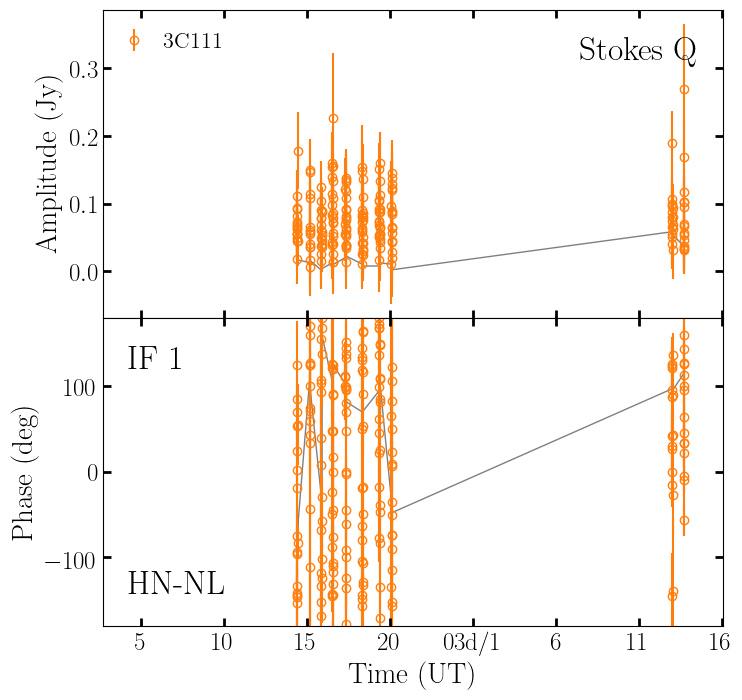 3C111
Stokes Q
Amplitude (Jy)
0.3
0.2
0.1
0.0
IF 1
Phase (deg)
100
0
−100
HN-NL
5 10 15 20 03d/1 6 11 16
Time (UT)